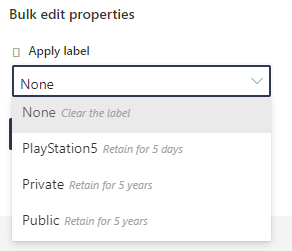 Bulk edit properties
Apply label
None
None Clear the label
PlayStation5 Retain for 5 days
Private Retain for 5 years
Public Retain for 5 years